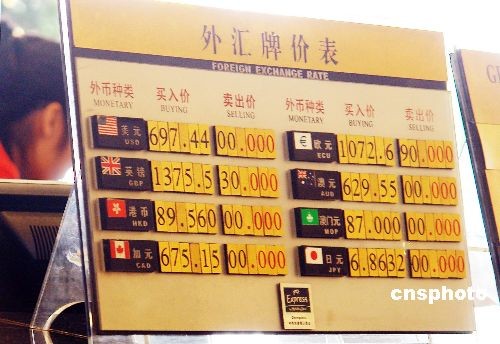 外汇牌价表
FOREIGN EXCHANGE RATE
外币种类 买入价 卖出价 外币种类 买入价 卖出价
MONETARY BUYING SELLING MONETARY BUYING SELLING
美元 USD 697.44 00.000 € 欧元 ECU 1072.6 90.000
英镑 GBP 1375.5 30.000 澳元 AUD 629.55 00.000
港币 HKD 89.560 00.000 澳门元 MOP 87.000 00.000
加元 CAD 675.15 00.000 日元 JPY 6.8632 00.000
Express
cnsphoto